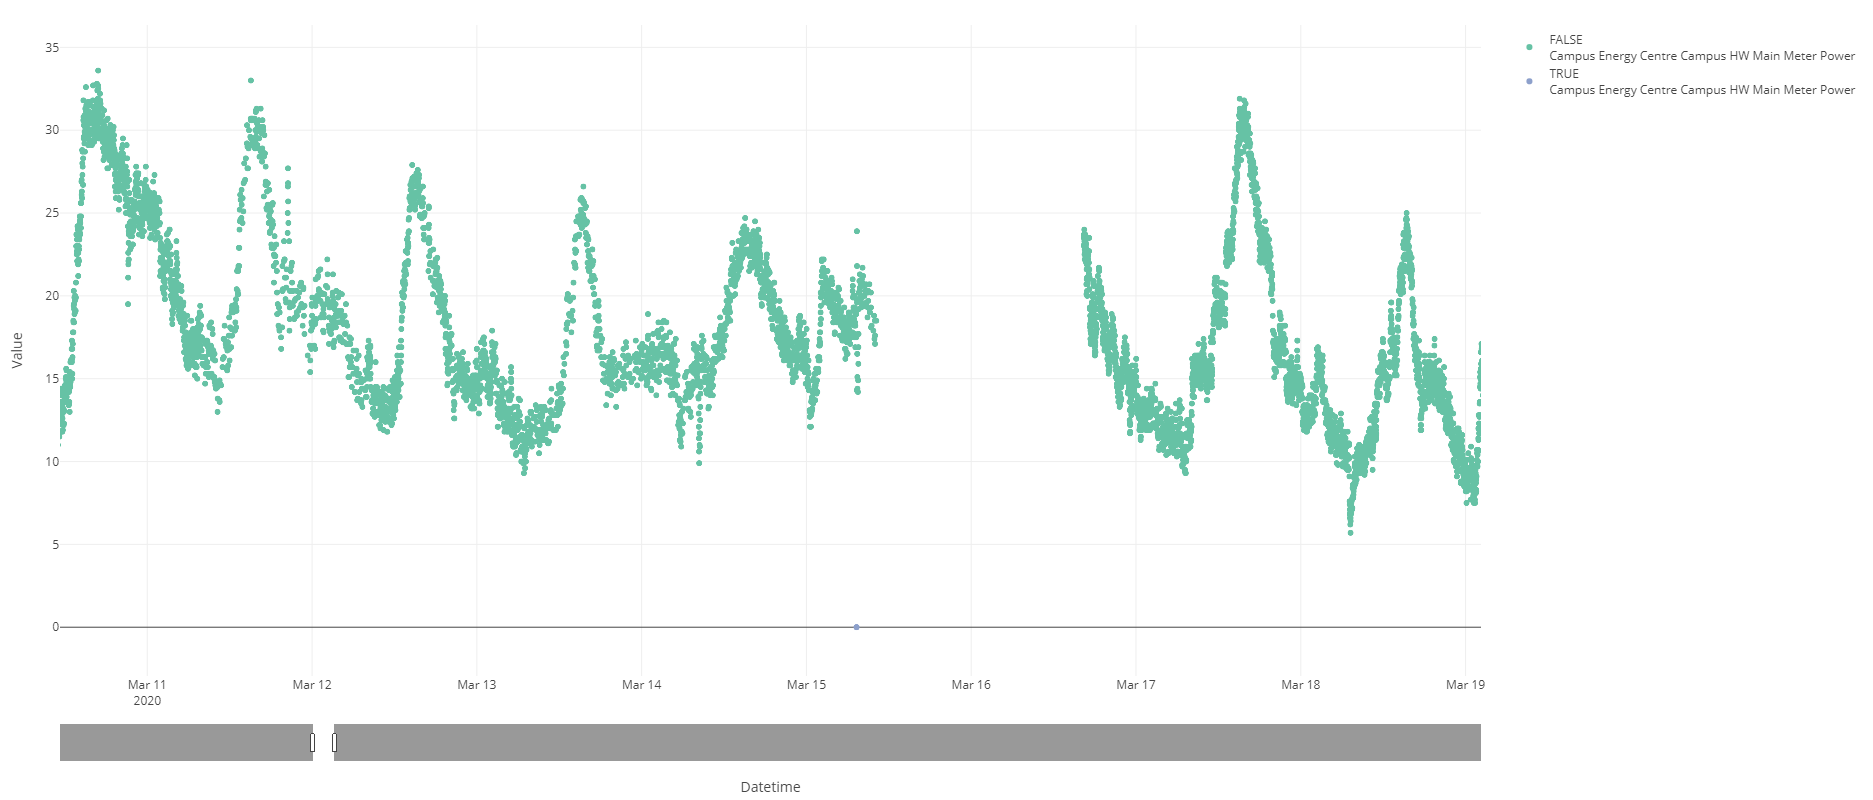 35
30
25
20
15
10
5
0
Value
Mar 11
2020
Mar 12
Mar 13
Mar 14
Mar 15
Mar 16
Mar 17
Mar 18
Mar 19
Datetime
FALSE
Campus Energy Centre Campus HW Main Meter Power
TRUE
Campus Energy Centre Campus HW Main Meter Power